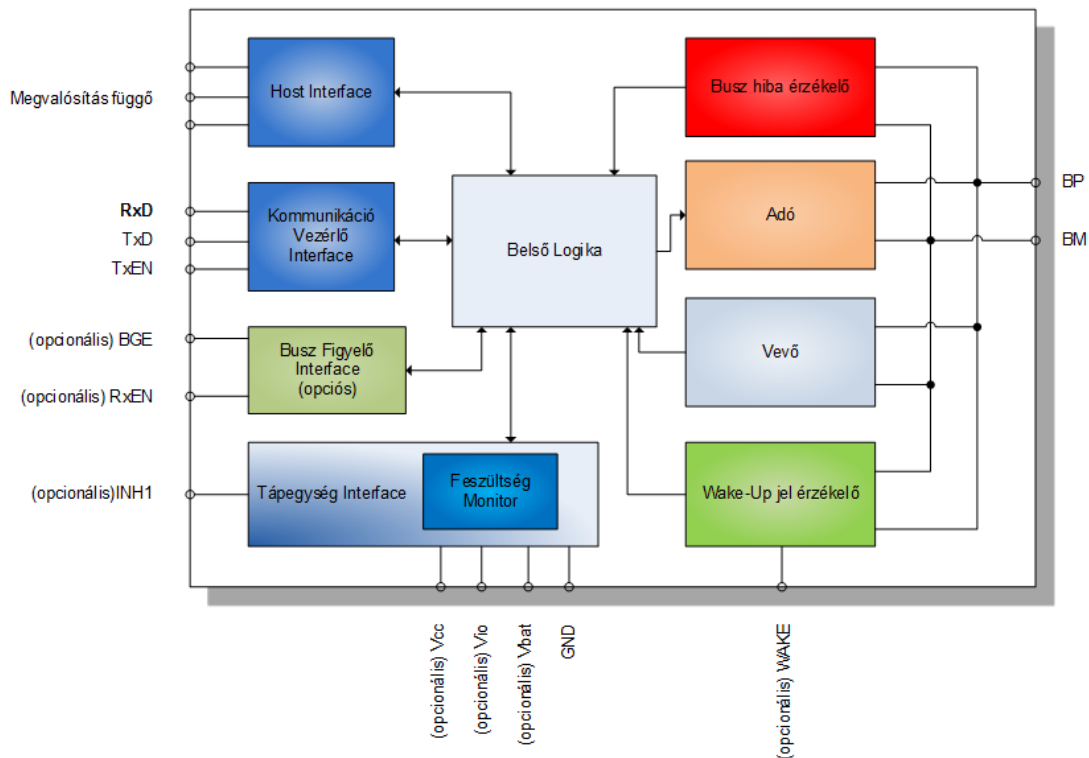 Megvalósítás függő
Host Interface
Busz hiba érzékelő
RxD
TxD
TxEN
Kommunikáció
Vezérlő
Interface
Belső Logika
Adó
BP
BM
(opcionális) BGE
(opcionális) RxEN
Busz Figyelő
Interface
(opciós)
Vevő
(opcionális)INH1
Tápegység Interface
Feszültség
Monitor
Wake-Up jel érzékelő
(opcionális) Vcc
(opcionális) Vio
(opcionális) Vbat
GND
(opcionális) WAKE